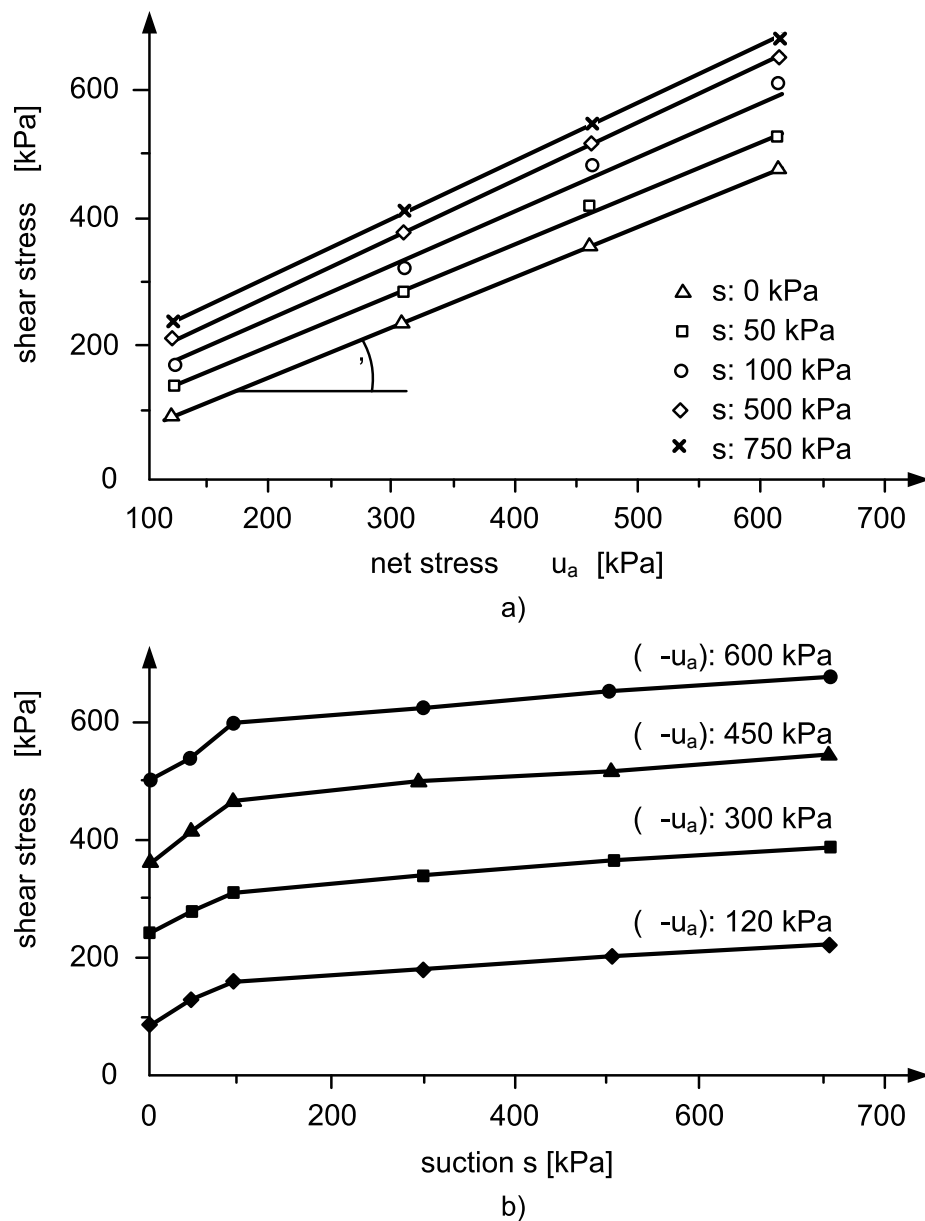 shear stress [kPa]
600
400
200
0
100 200 300 400 500 600 700
net stress u_a [kPa]
,
s: 0 kPa
s: 50 kPa
s: 100 kPa
s: 500 kPa
s: 750 kPa
a)
shear stress [kPa]
600
400
200
0
( -u_a): 600 kPa
( -u_a): 450 kPa
( -u_a): 300 kPa
( -u_a): 120 kPa
0 200 400 600 700
suction s [kPa]
b)